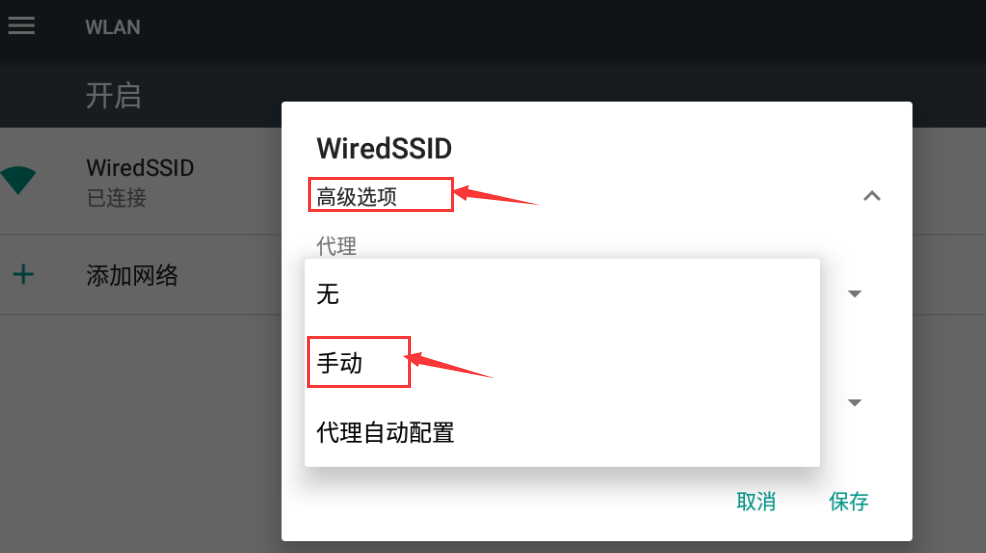 WLAN
开启
WiredSSID
已连接
添加网络
WiredSSID
高级选项
代理
无
手动
代理自动配置
取消
保存